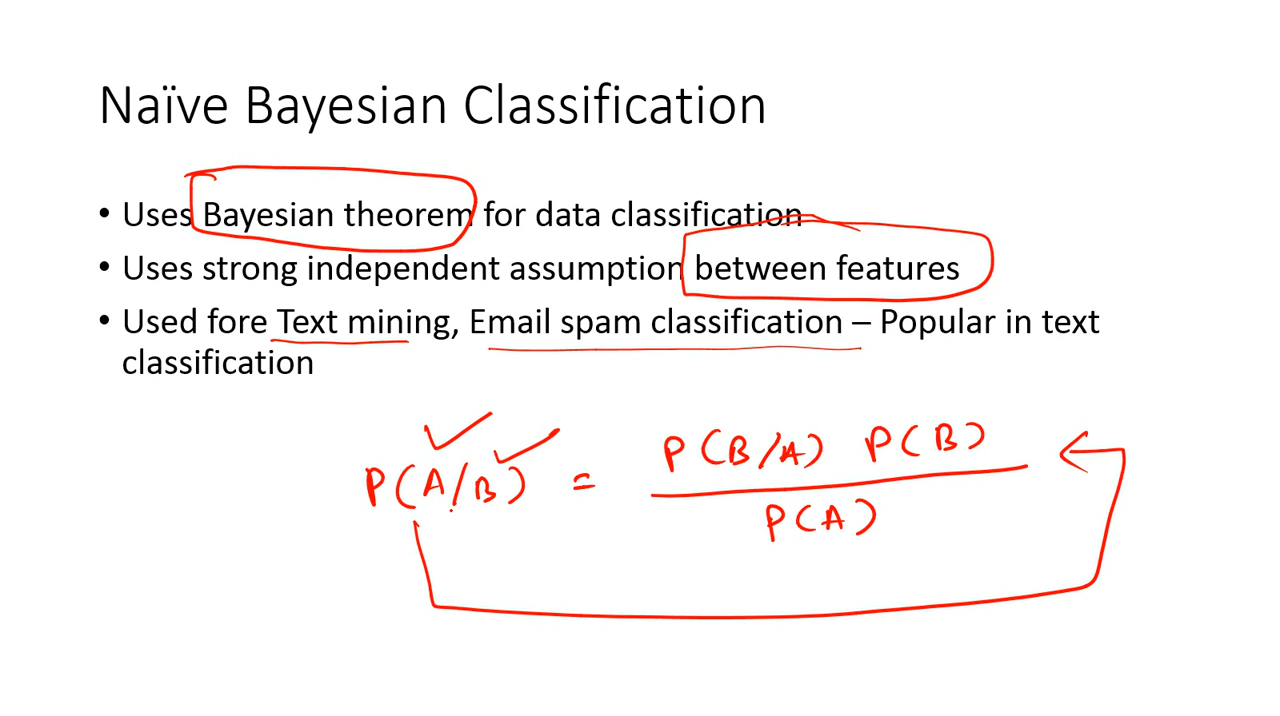 Naïve Bayesian Classification
• Uses Bayesian theorem for data classification
• Uses strong independent assumption between features
• Used fore Text mining, Email spam classification – Popular in text
classification
P(B/A) P(B)
P(A/B) =
P(A)